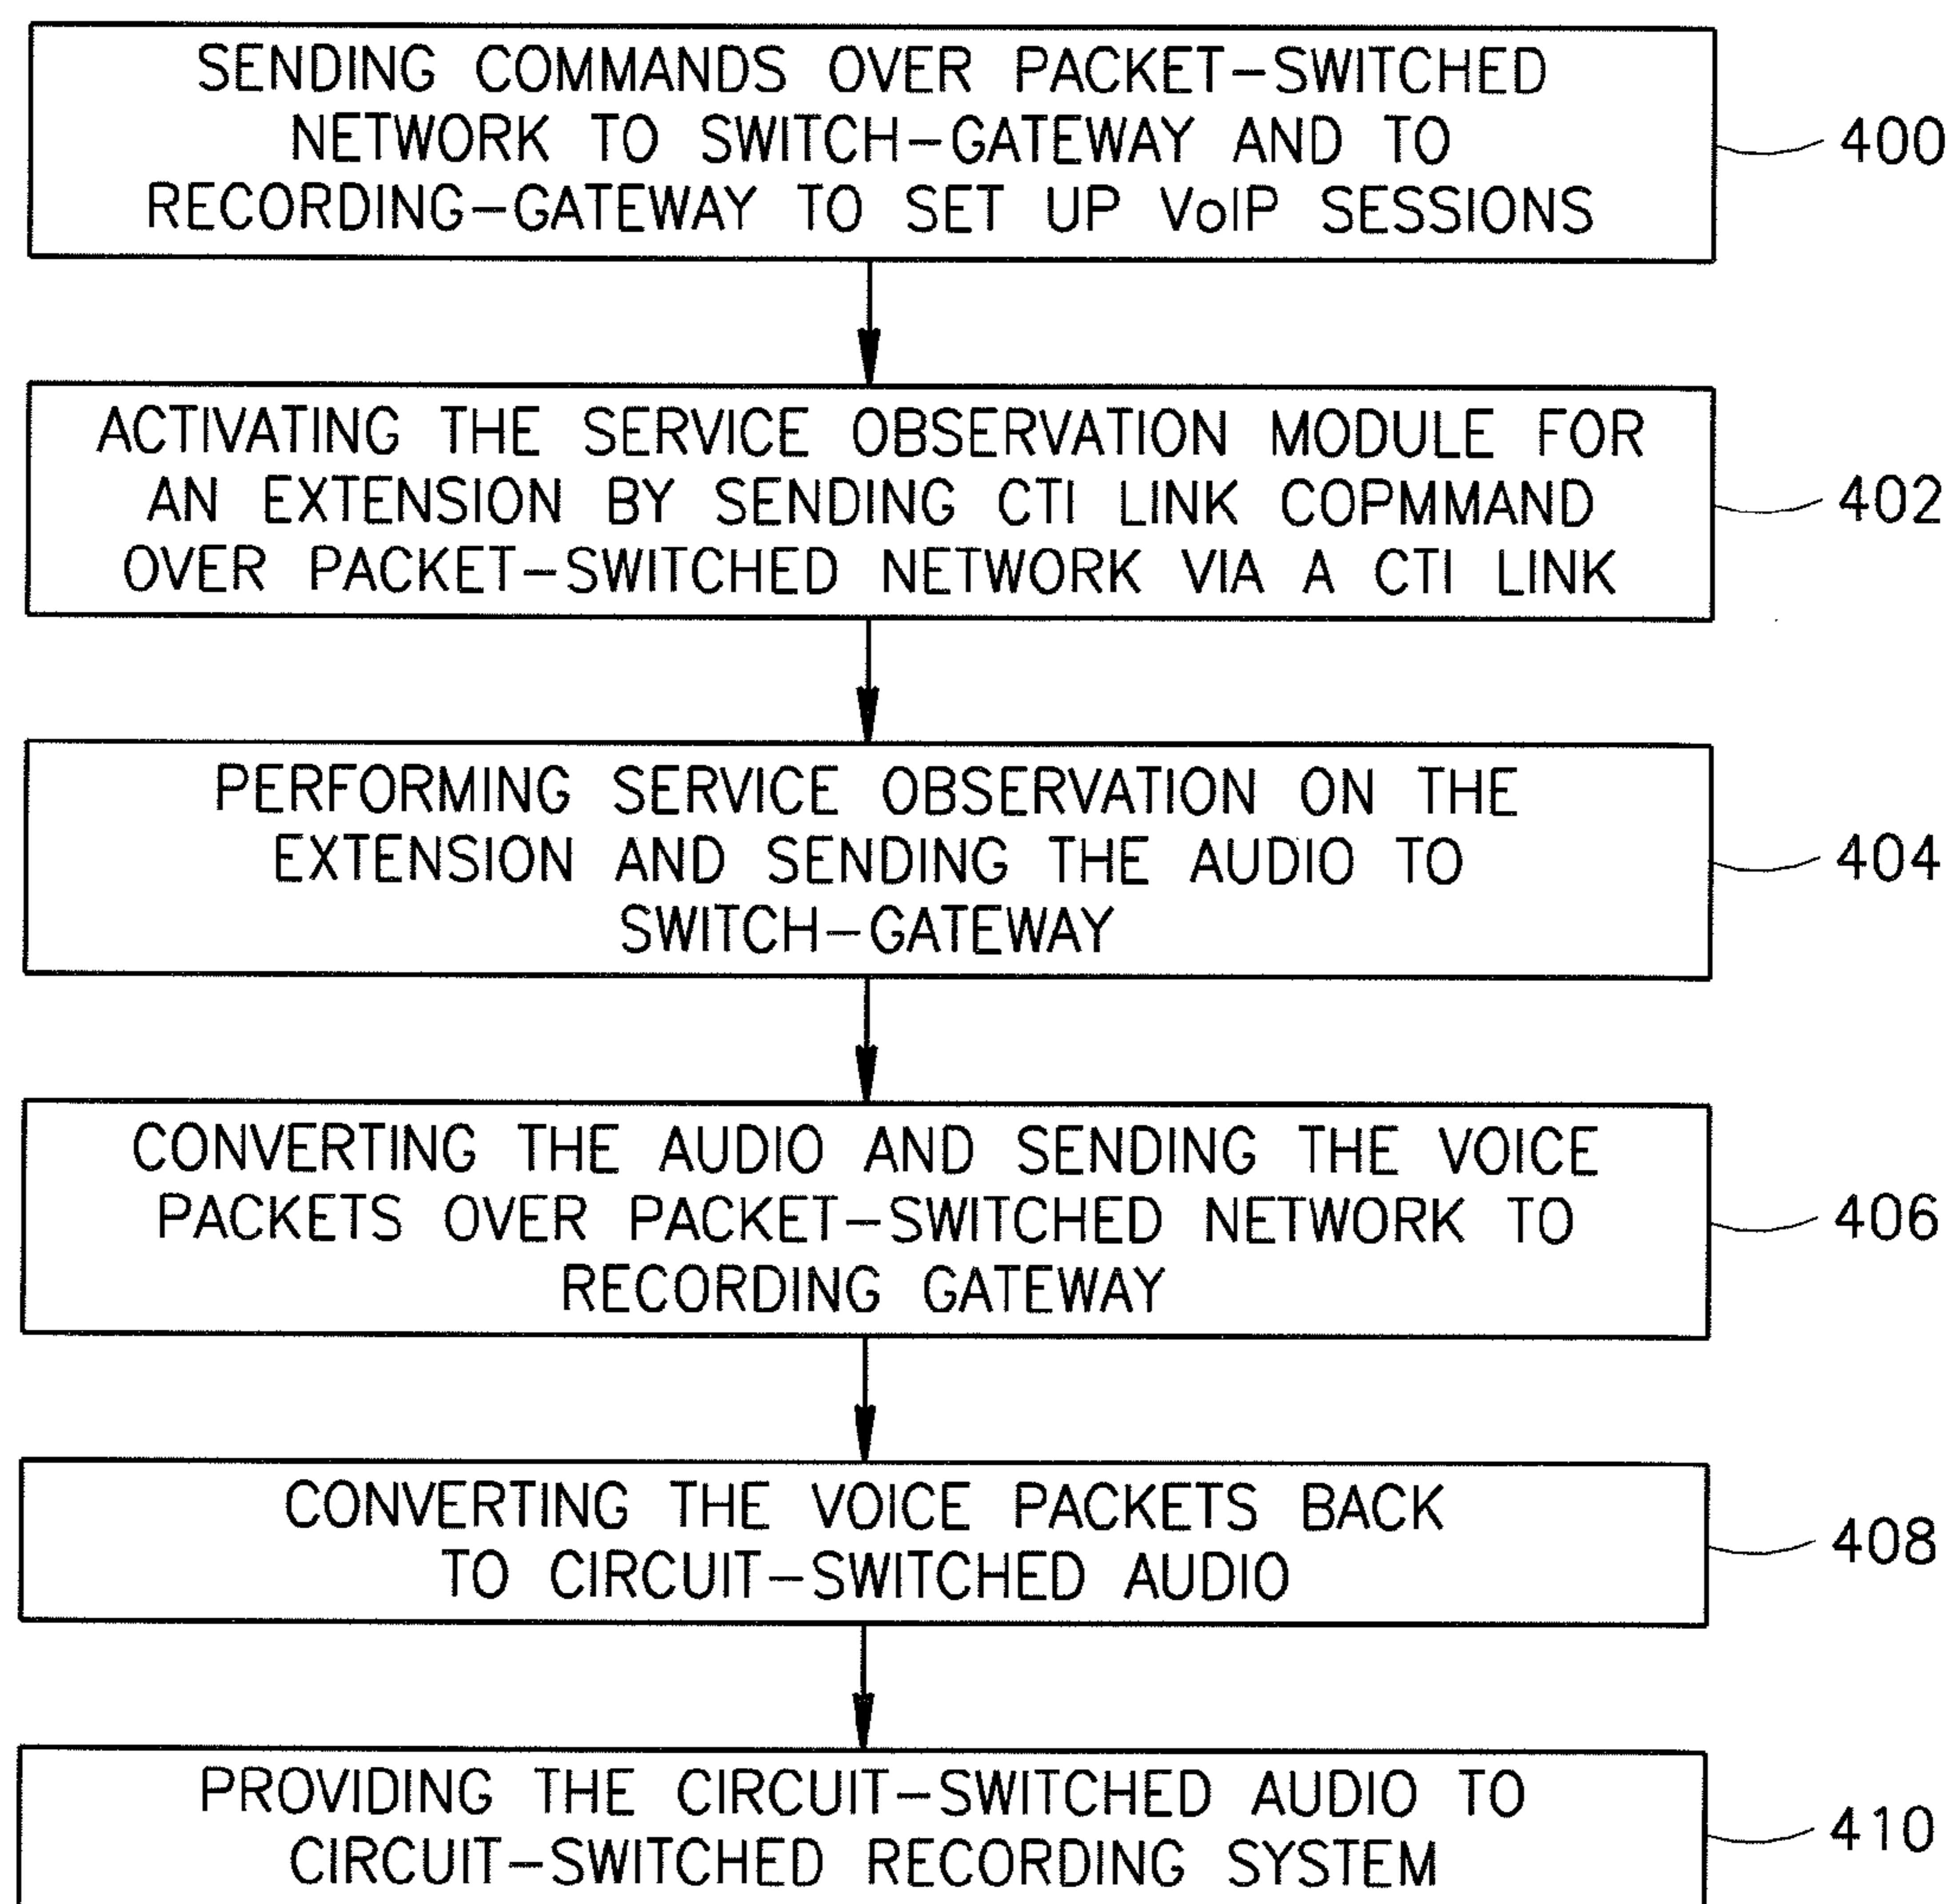 SENDING COMMANDS OVER PACKET-SWITCHED
NETWORK TO SWITCH-GATEWAY AND TO
RECORDING-GATEWAY TO SET UP VoIP SESSIONS
400
ACTIVATING THE SERVICE OBSERVATION MODULE FOR
AN EXTENSION BY SENDING CTI LINK COPMMAND
OVER PACKET-SWITCHED NETWORK VIA A CTI LINK
402
PERFORMING SERVICE OBSERVATION ON THE
EXTENSION AND SENDING THE AUDIO TO
SWITCH-GATEWAY
404
CONVERTING THE AUDIO AND SENDING THE VOICE
PACKETS OVER PACKET-SWITCHED NETWORK TO
RECORDING GATEWAY
406
CONVERTING THE VOICE PACKETS BACK
TO CIRCUIT-SWITCHED AUDIO
408
PROVIDING THE CIRCUIT-SWITCHED AUDIO TO
CIRCUIT-SWITCHED RECORDING SYSTEM
410